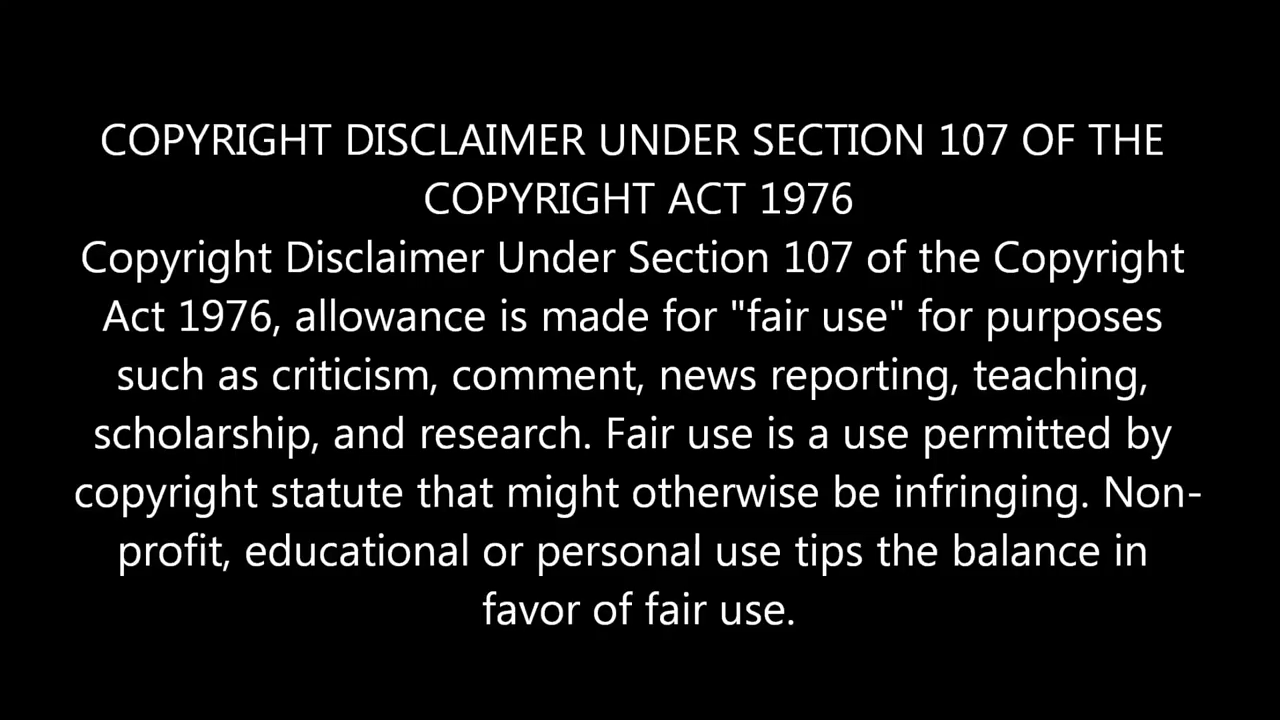 COPYRIGHT DISCLAIMER UNDER SECTION 107 OF THE
COPYRIGHT ACT 1976
Copyright Disclaimer Under Section 107 of the Copyright
Act 1976, allowance is made for "fair use" for purposes
such as criticism, comment, news reporting, teaching,
scholarship, and research. Fair use is a use permitted by
copyright statute that might otherwise be infringing. Non-
profit, educational or personal use tips the balance in
favor of fair use.